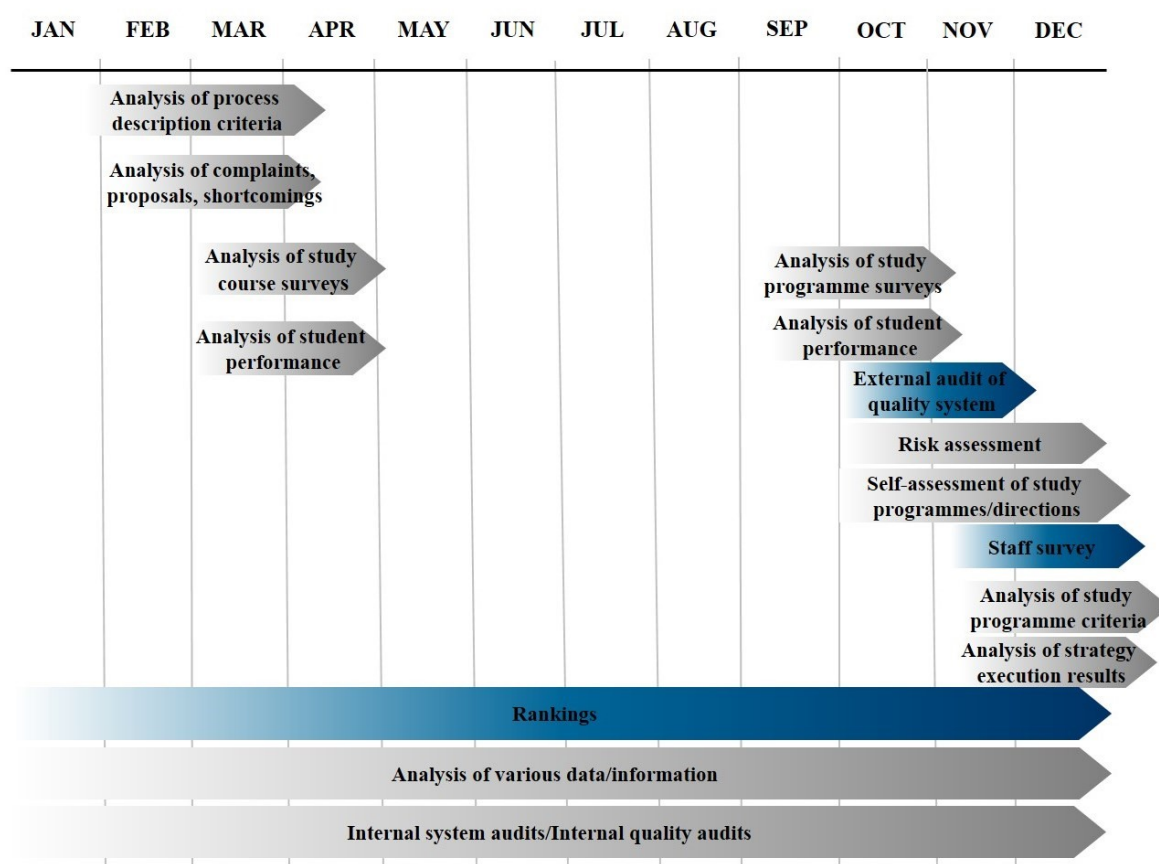 JAN FEB MAR APR MAY JUN JUL AUG SEP OCT NOV DEC
Analysis of process
description criteria
Analysis of complaints,
proposals, shortcomings
Analysis of study
course surveys
Analysis of study
programme surveys
Analysis of student
performance
Analysis of student
performance
External audit of
quality system
Risk assessment
Self-assessment of study
programmes/directions
Staff survey
Analysis of study
programme criteria
Analysis of strategy
execution results
Rankings
Analysis of various data/information
Internal system audits/Internal quality audits